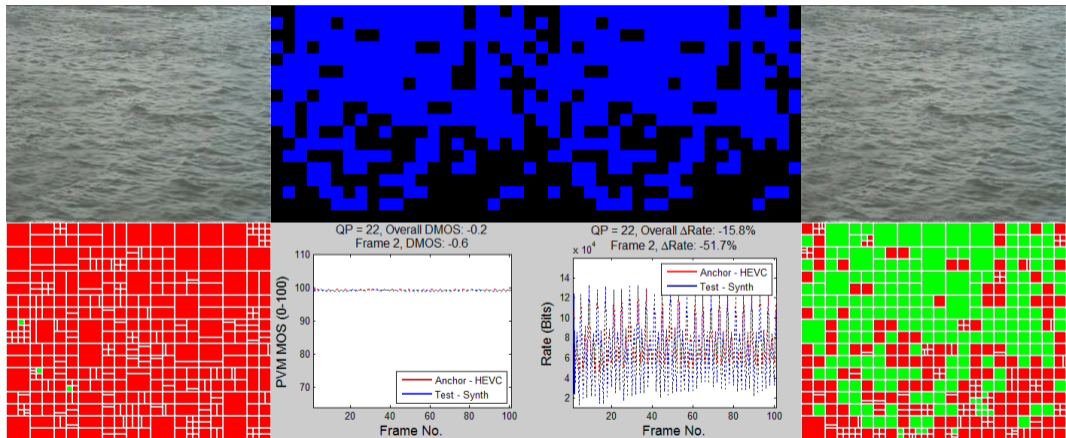 QP = 22, Overall DMOS: -0.2
Frame 2, DMOS: -0.6
110
100
90
80
70
PVM MOS (0-100)
Anchor - HEVC
Test - Synth
20
40
60
80
100
Frame No.
QP = 22, Overall ΔRate: -15.8%
Frame 2, ΔRate: -51.7%
x 10⁴
14
12
10
8
6
4
2
Rate (Bits)
Anchor - HEVC
Test - Synth
20
40
60
80
100
Frame No.